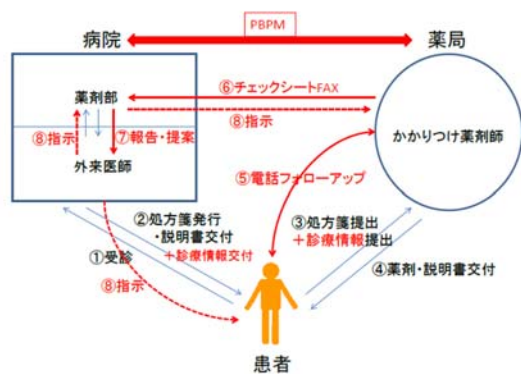 PBPM
病院
薬局
⑥チェックシートFAX
薬剤部
⑧指示
⑧指示
⑦報告・提案
かかりつけ薬剤師
外来医師
⑤電話フォローアップ
②処方箋発行
・説明書交付
＋診療情報交付
③処方箋提出
＋診療情報提出
①受診
④薬剤・説明書交付
⑧指示
患者